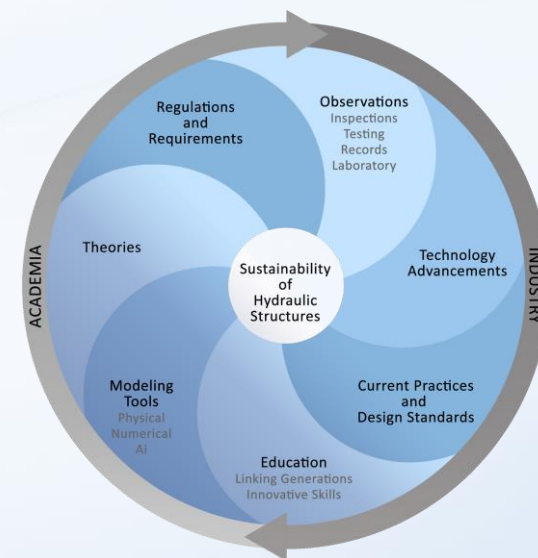 Regulations
and
Requirements
Observations
Inspections
Testing
Records
Laboratory
Technology
Advancements
INDUSTRY
Current Practices
and
Design Standards
Education
Linking Generations
Innovative Skills
Modeling
Tools
Physical
Numerical
Ai
Theories
ACADEMIA
Sustainability
of
Hydraulic
Structures